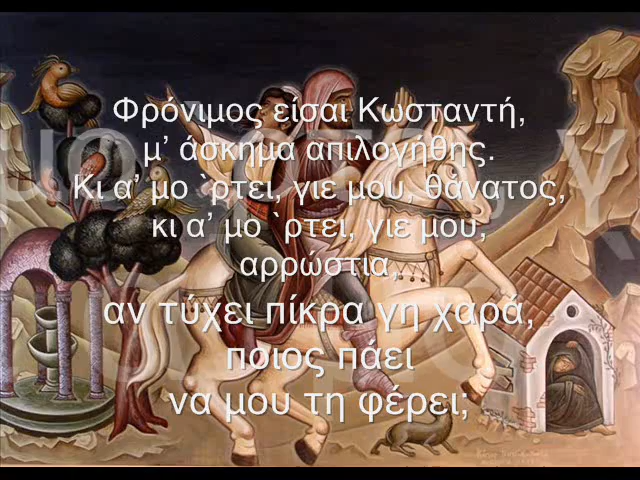 Φρόνιμος είσαι Κωσταντή,
μ’ άσκημα απιλογήθης.
Κι α’ μο `ρτει, γιε μου, θάνατος,
κι α’ μο `ρτει, γιε μου,
αρρώστια,
αν τύχει πίκρα γη χαρά,
ποιος πάει
να μου τη φέρει;